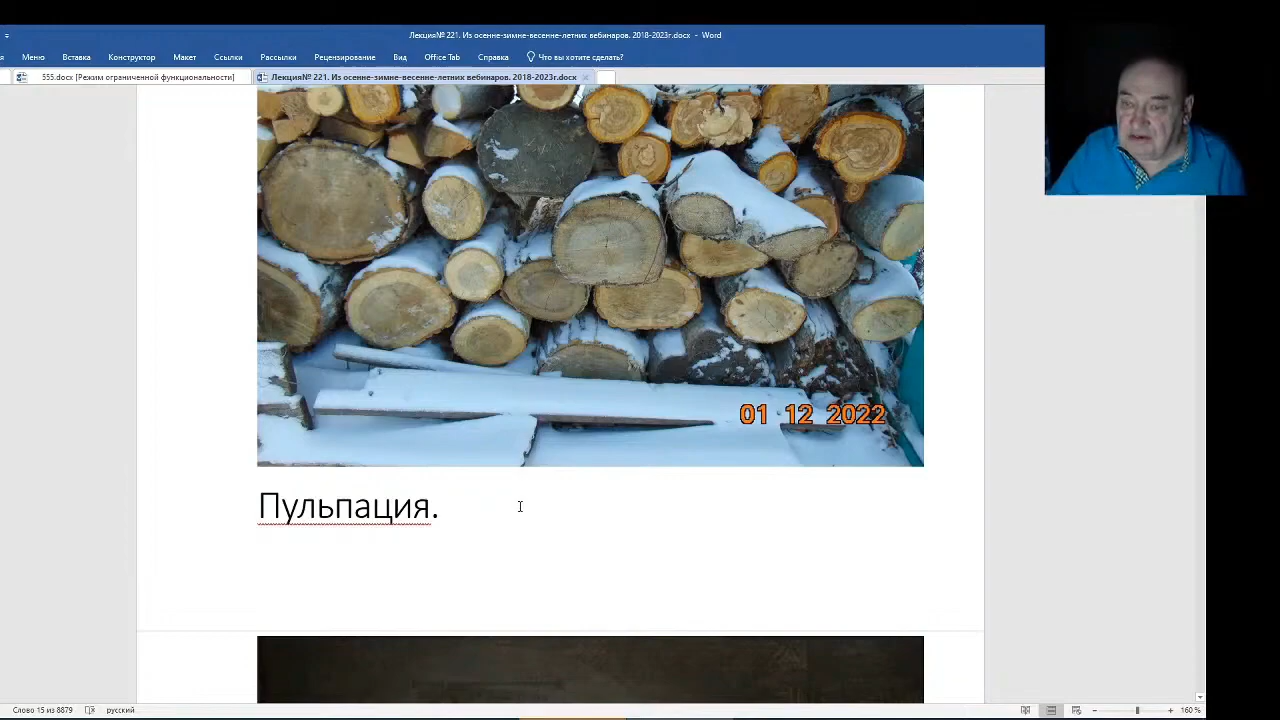 Лекция№ 221. Из осенне-зимне-весенне-летних вебинаров. 2018-2023г.docx - Word
Меню Вставка Конструктор Макет Ссылки Рассылки Рецензирование Вид Office Tab Справка Что вы хотите сделать?
555.docx [Режим ограниченной функциональности] Лекция№ 221. Из осенне-зимне-весенне-летних вебинаров. 2018-2023г.docx
01 12 2022
Пульпация.
Слово 15 из 8879 русский 160 %